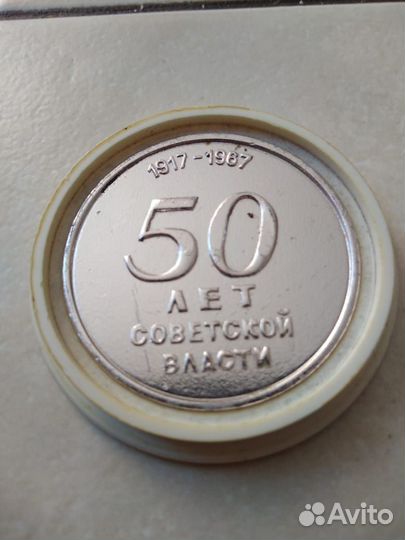 1917-1967
50
ЛЕТ
СОВЕТСКОЙ
ВЛАСТИ
Avito